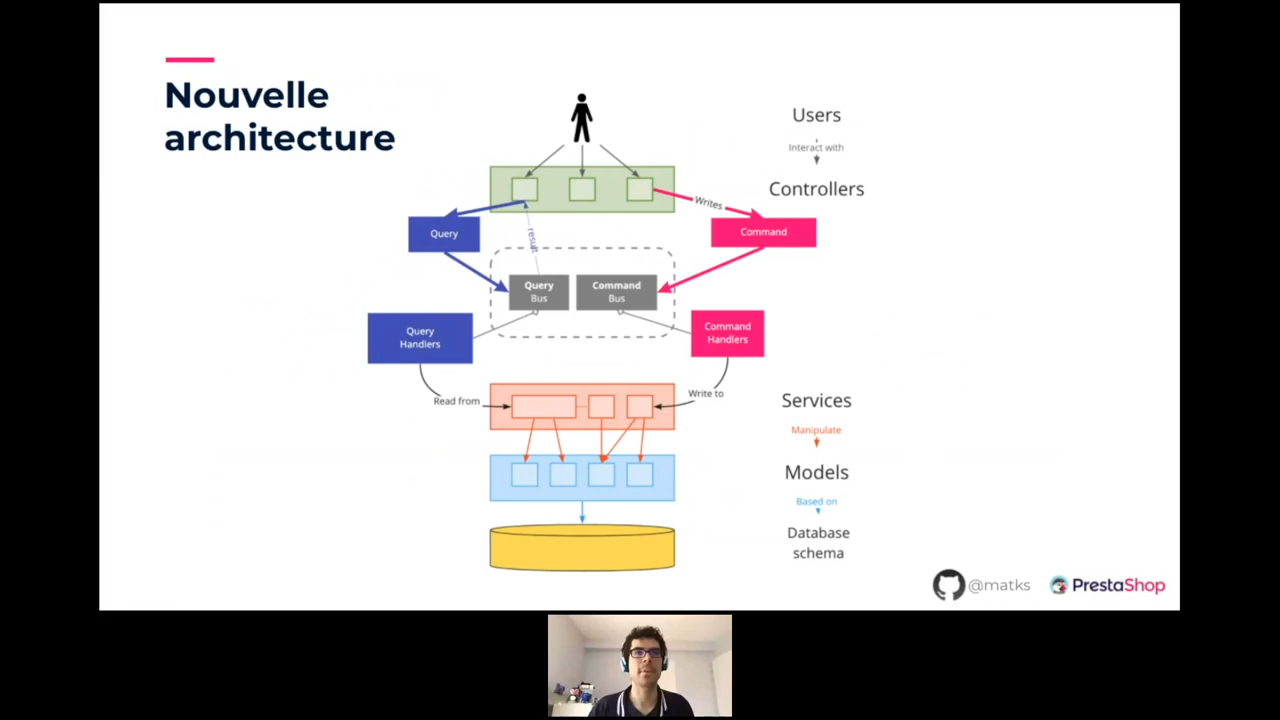 Nouvelle
architecture
Users
Interact with
Controllers
Writes
Query
Command
result
Query
Bus
Command
Bus
Query
Handlers
Command
Handlers
Read from
Write to
Services
Manipulate
Models
Based on
Database
schema
@matks
PrestaShop